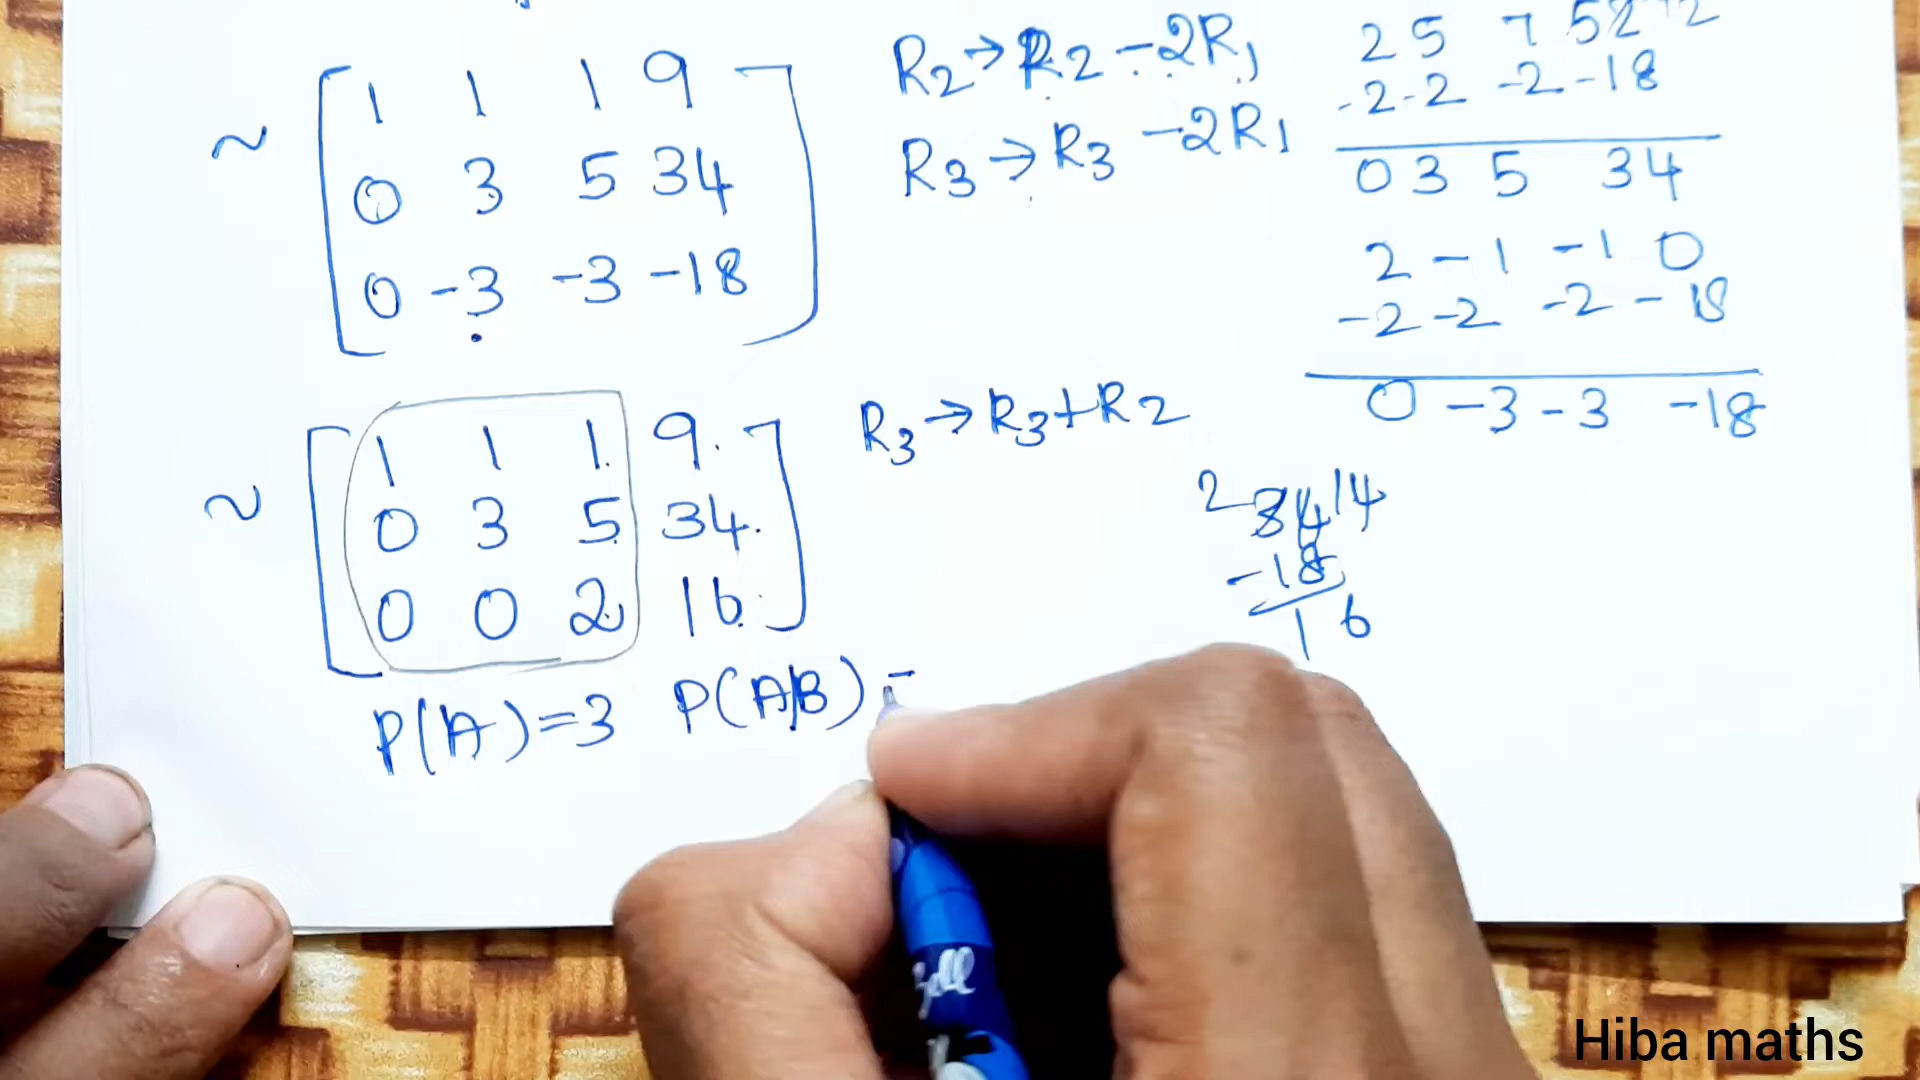 1 1 1 9
~ 0 3 5 34
0 -3 -3 -18
R2 → R2 -2R1
R3 → R3 -2R1
2 5 7 52
-2 -2 -2 -18
0 3 5 34
2 -1 -1 0
-2 -2 -2 -18
0 -3 -3 -18
1 1 1 9
~ 0 3 5 34
0 0 2 16
R3 → R3+R2
2 34 14
-18
16
P(A)=3 P(A|B) =
Hiba maths